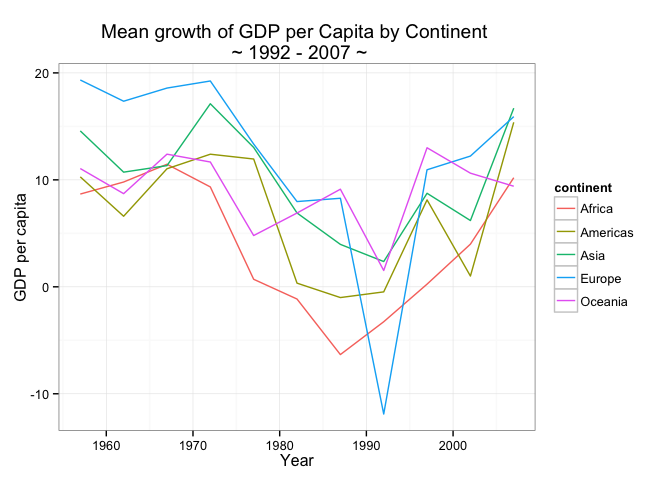 Mean growth of GDP per Capita by Continent
~ 1992 - 2007 ~
20
10
0
-10
GDP per capita
1960 1970 1980 1990 2000
Year
continent
Africa
Americas
Asia
Europe
Oceania